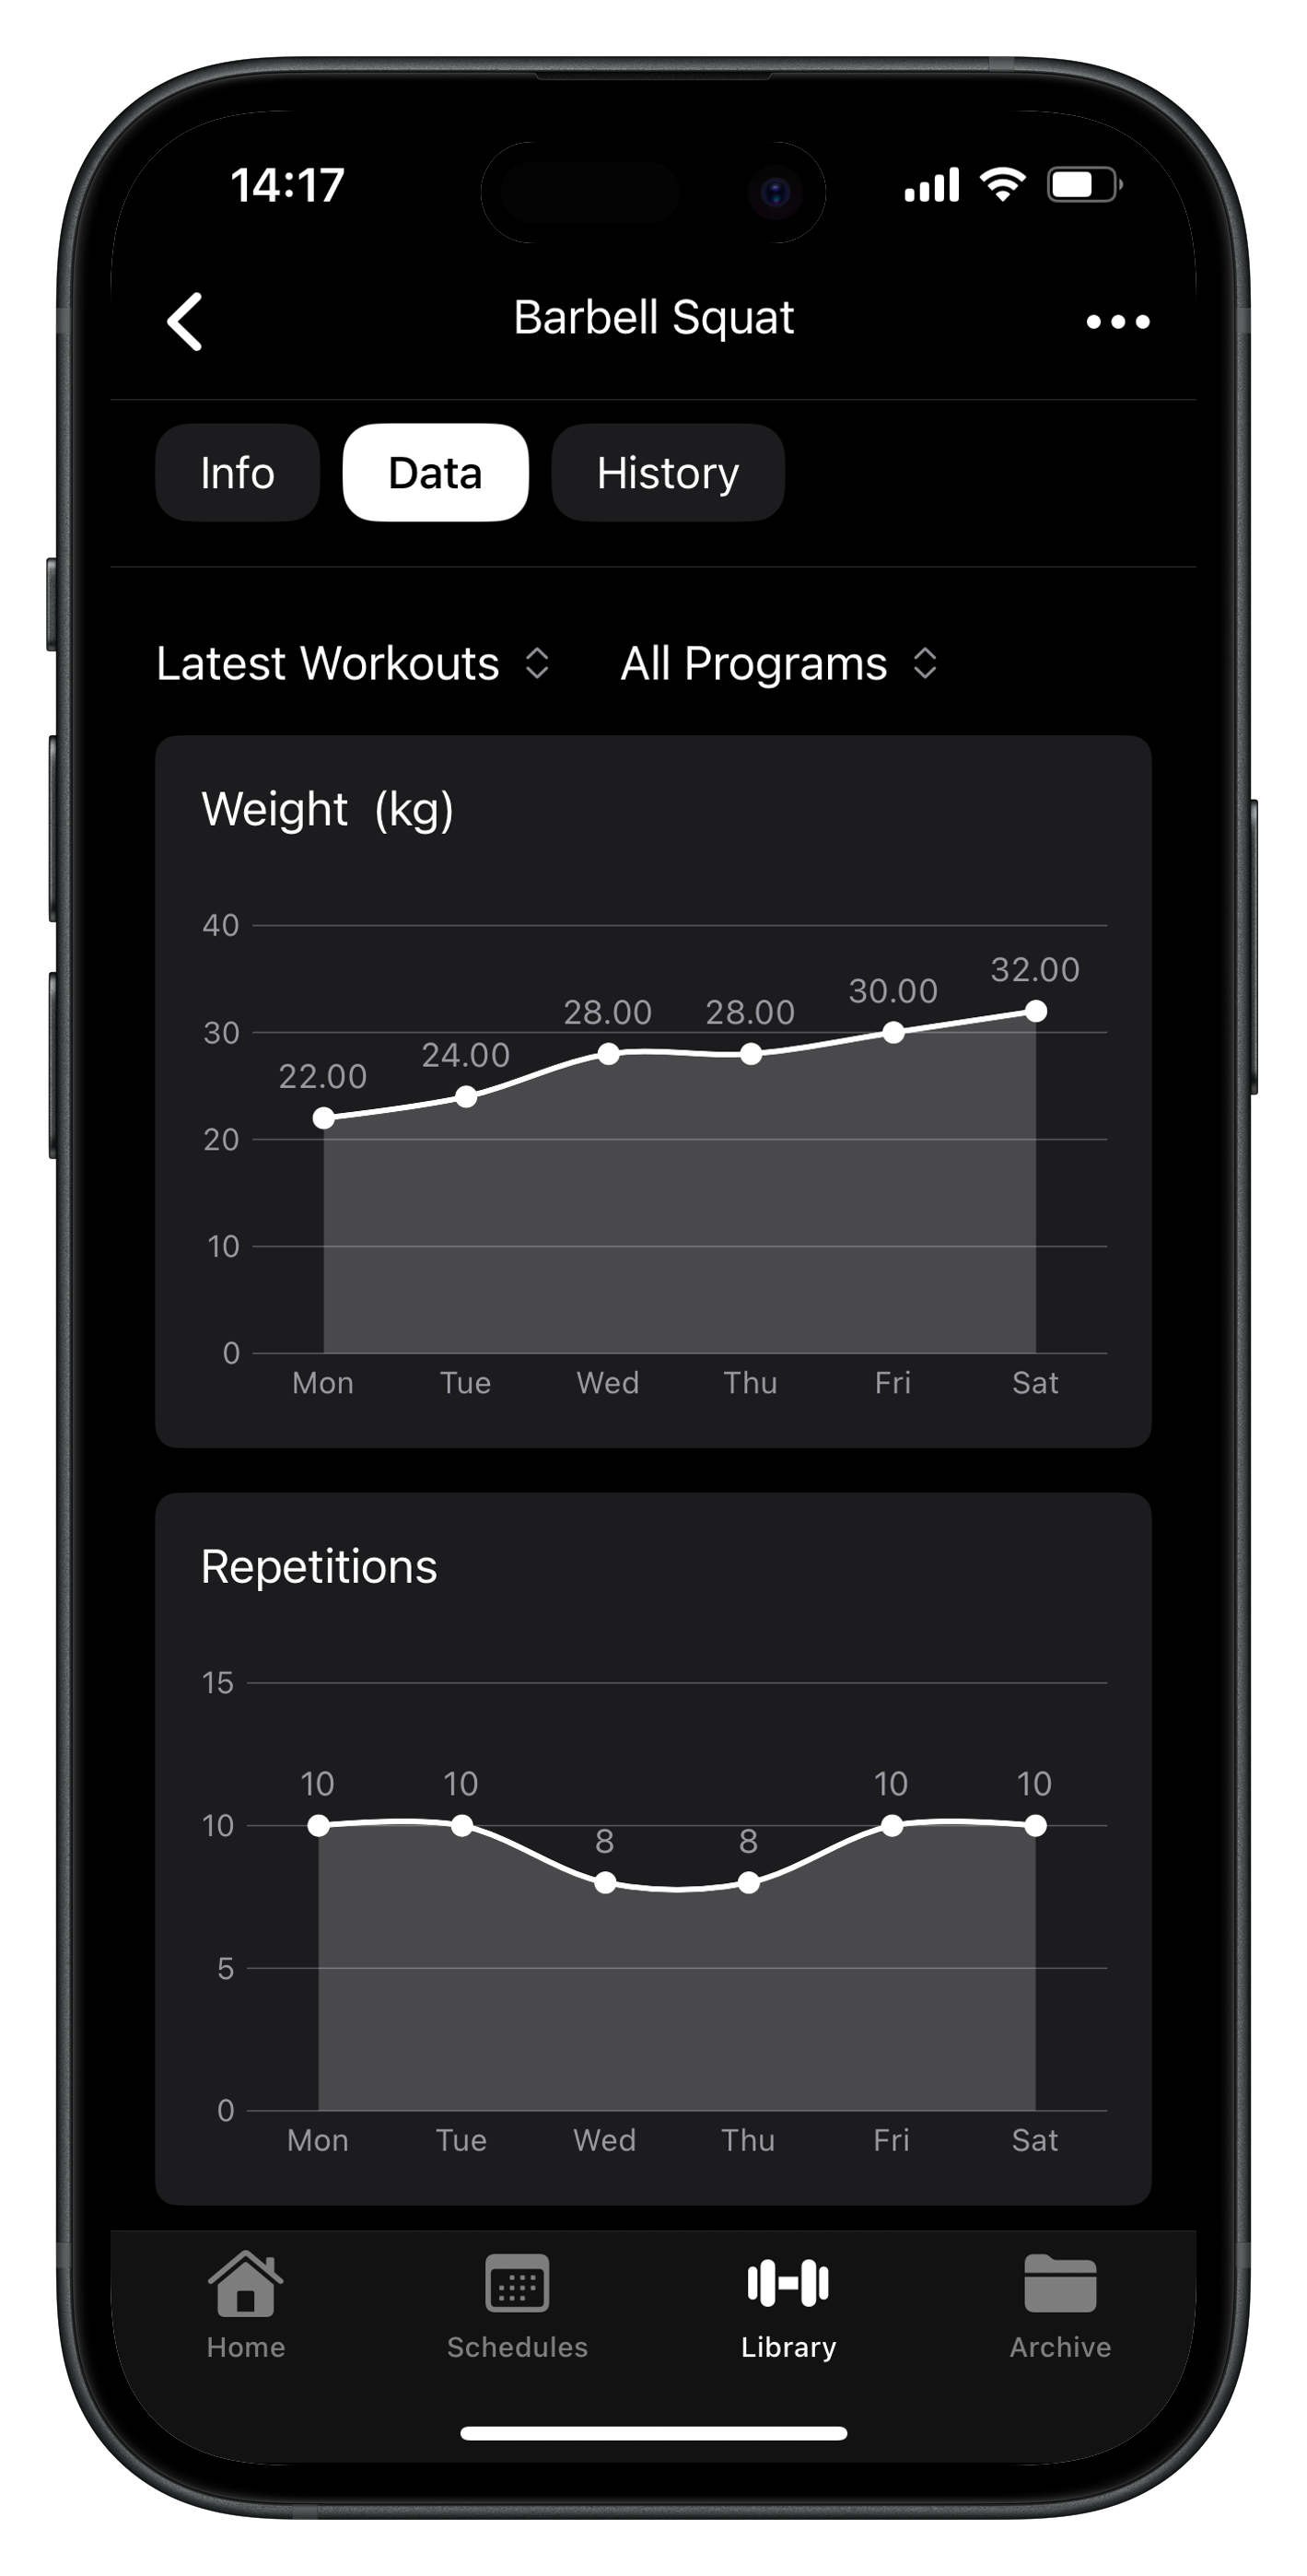 14:17
Barbell Squat
Info Data History
Latest Workouts All Programs
Weight (kg)
40
32.00
30.00
28.00 28.00
30
24.00
22.00
20
10
0
Mon Tue Wed Thu Fri Sat
Repetitions
15
10 10 10 10
10
8 8
5
0
Mon Tue Wed Thu Fri Sat
Home Schedules Library Archive